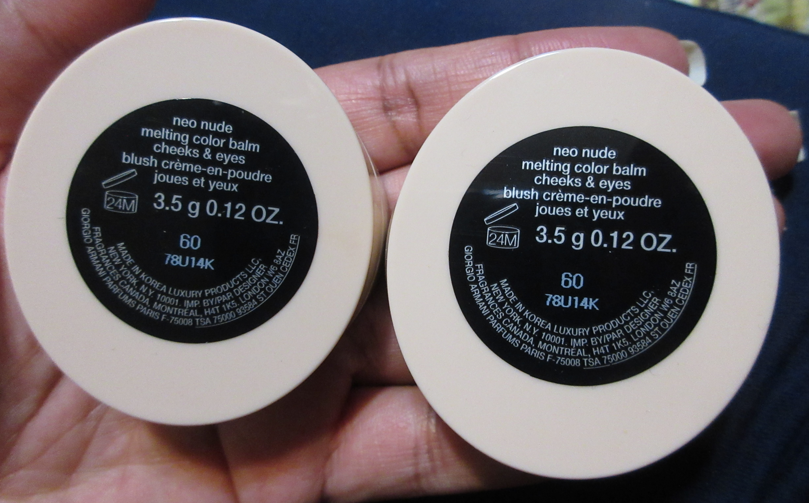 neo nude
melting color balm
cheeks & eyes
blush crème-en-poudre
joues et yeux
24M
3.5 g 0.12 OZ.
60
78U14K
MADE IN KOREA LUXURY PRODUCTS LLC.
NEW YORK, N.Y. 10001. IMP. BY/PAR DESIGNER
FRAGRANCES CANADA, MONTRÉAL, H4T 1K5, LONDON W6 8AZ
GIORGIO ARMANI PARFUMS PARIS F-75008 TSA 75000 93584 ST OUEN CEDEX FR
neo nude
melting color balm
cheeks & eyes
blush crème-en-poudre
joues et yeux
24M
3.5 g 0.12 OZ.
60
78U14K
MADE IN KOREA LUXURY PRODUCTS LLC.
NEW YORK, N.Y. 10001. IMP. BY/PAR DESIGNER
FRAGRANCES CANADA, MONTRÉAL, H4T 1K5, LONDON W6 8AZ
GIORGIO ARMANI PARFUMS PARIS F-75008 TSA 75000 93584 ST OUEN CEDEX FR